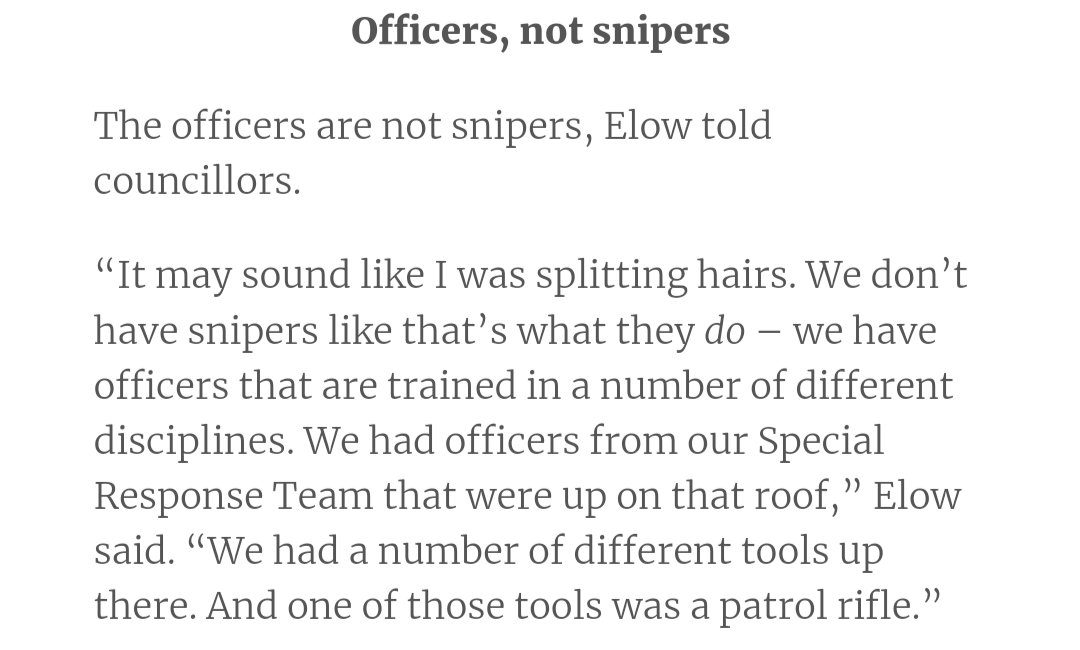 Officers, not snipers
The officers are not snipers, Elow told
councillors.
“It may sound like I was splitting hairs. We don’t
have snipers like that’s what they do – we have
officers that are trained in a number of different
disciplines. We had officers from our Special
Response Team that were up on that roof,” Elow
said. “We had a number of different tools up
there. And one of those tools was a patrol rifle.”